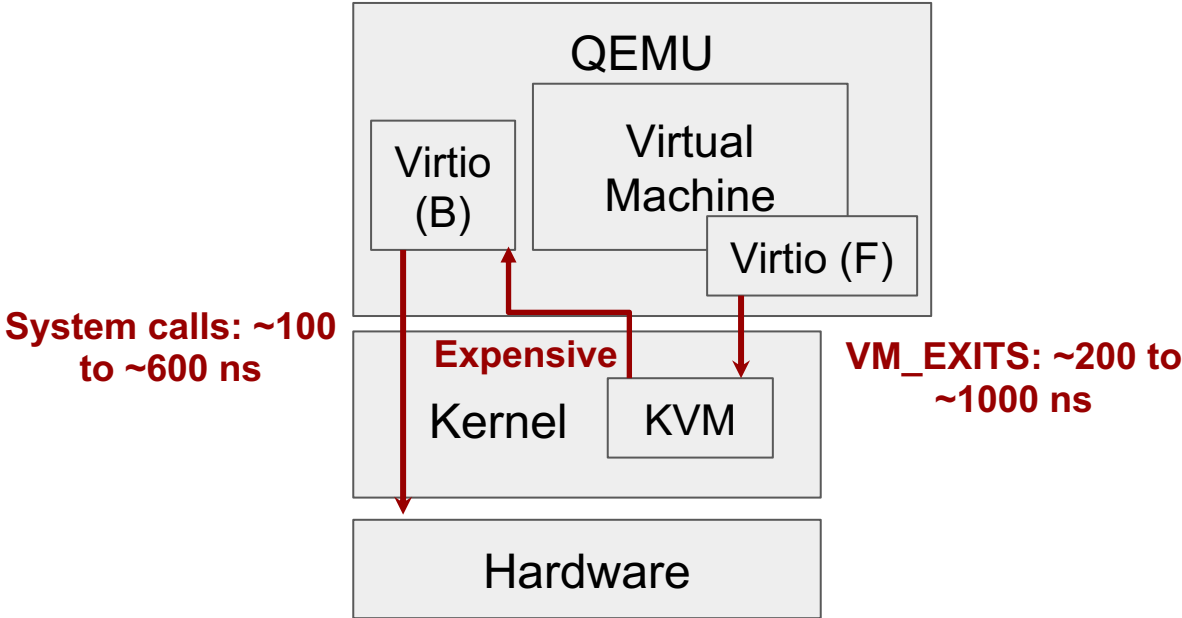 QEMU
Virtio
(B)
Virtual
Machine
Virtio (F)
System calls: ~100
to ~600 ns
Expensive
VM_EXITS: ~200 to
~1000 ns
Kernel
KVM
Hardware